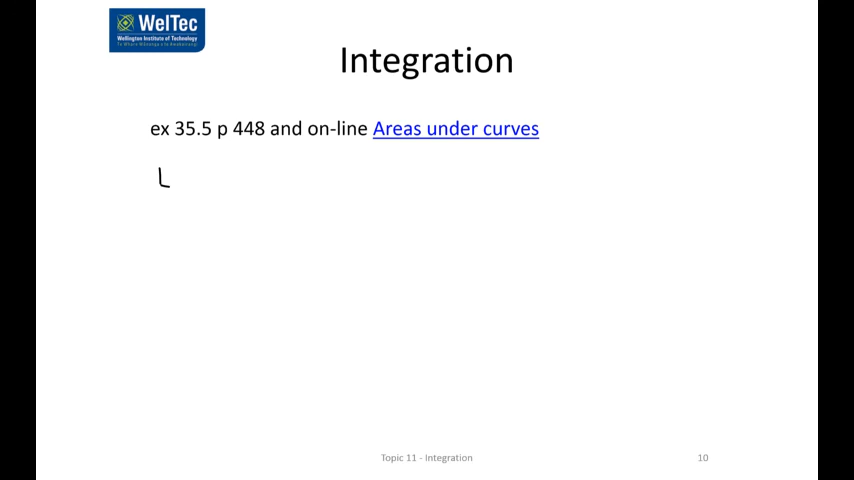 WelTec
Wellington Institute of Technology
Integration
ex 35.5 p 448 and on-line Areas under curves
L
Topic 11 - Integration
10